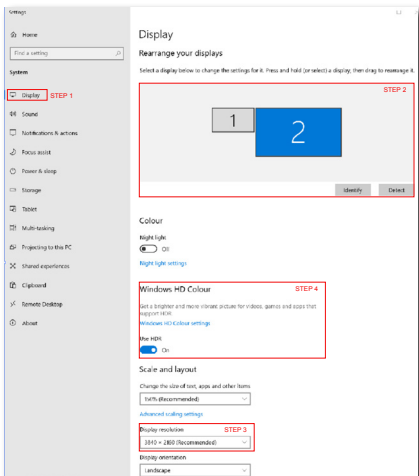 Settings
Home
Find a setting
System
Display STEP 1
Sound
Notifications & actions
Focus assist
Power & sleep
Storage
Tablet
Multi-tasking
Projecting to this PC
Shared experiences
Clipboard
Remote Desktop
About
Display
Rearrange your displays
Select a display below to change the settings for it. Press and hold (or select) a display, then drag to rearrange it.
STEP 2
1
2
Identify Detect
Colour
Night light
Off
Night light settings
Windows HD Colour STEP 4
Get a brighter and more vibrant picture for videos, games and apps that
support HDR.
Windows HD Colour settings
Use HDR
On
Scale and layout
Change the size of text, apps and other items
(Recommended)
Advanced scaling settings
Display resolution STEP 3
3840 × 2160 (Recommended)
Display orientation
Landscape